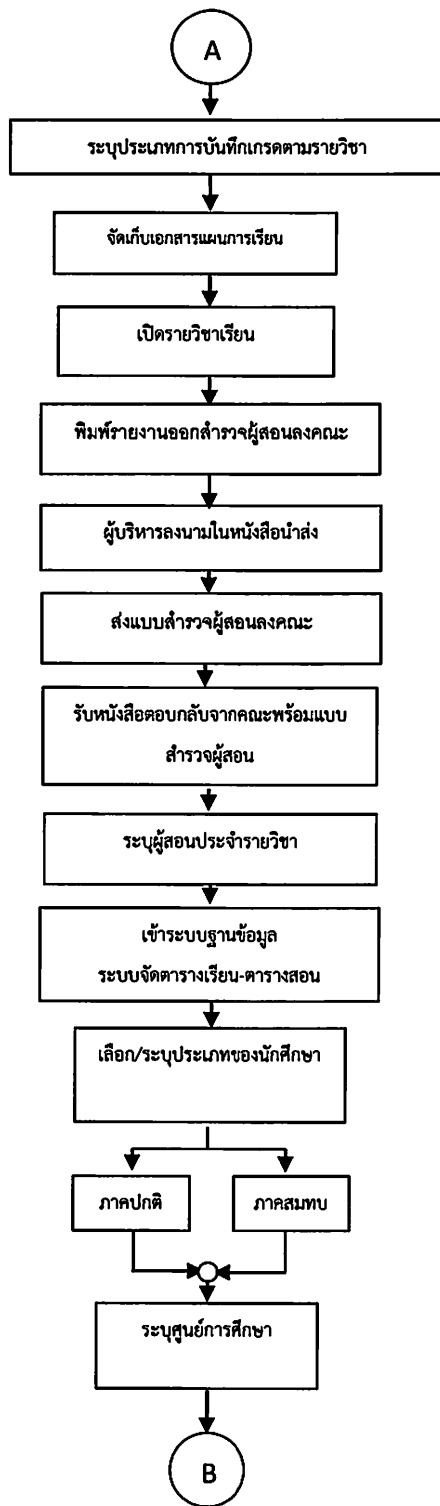 A
ระบุประเภทการบันทึกเกรดตามรายวิชา
จัดเก็บเอกสารแผนการเรียน
เปิดรายวิชาเรียน
พิมพ์รายงานออกสำรวจผู้สอนลงคณะ
ผู้บริหารลงนามในหนังสือนำส่ง
ส่งแบบสำรวจผู้สอนลงคณะ
รับหนังสือตอบกลับจากคณะพร้อมแบบ
สำรวจผู้สอน
ระบุผู้สอนประจำรายวิชา
เข้าระบบฐานข้อมูล
ระบบจัดตารางเรียน-ตารางสอน
เลือก/ระบุประเภทของนักศึกษา
ภาคปกติ
ภาคสมทบ
ระบุศูนย์การศึกษา
B